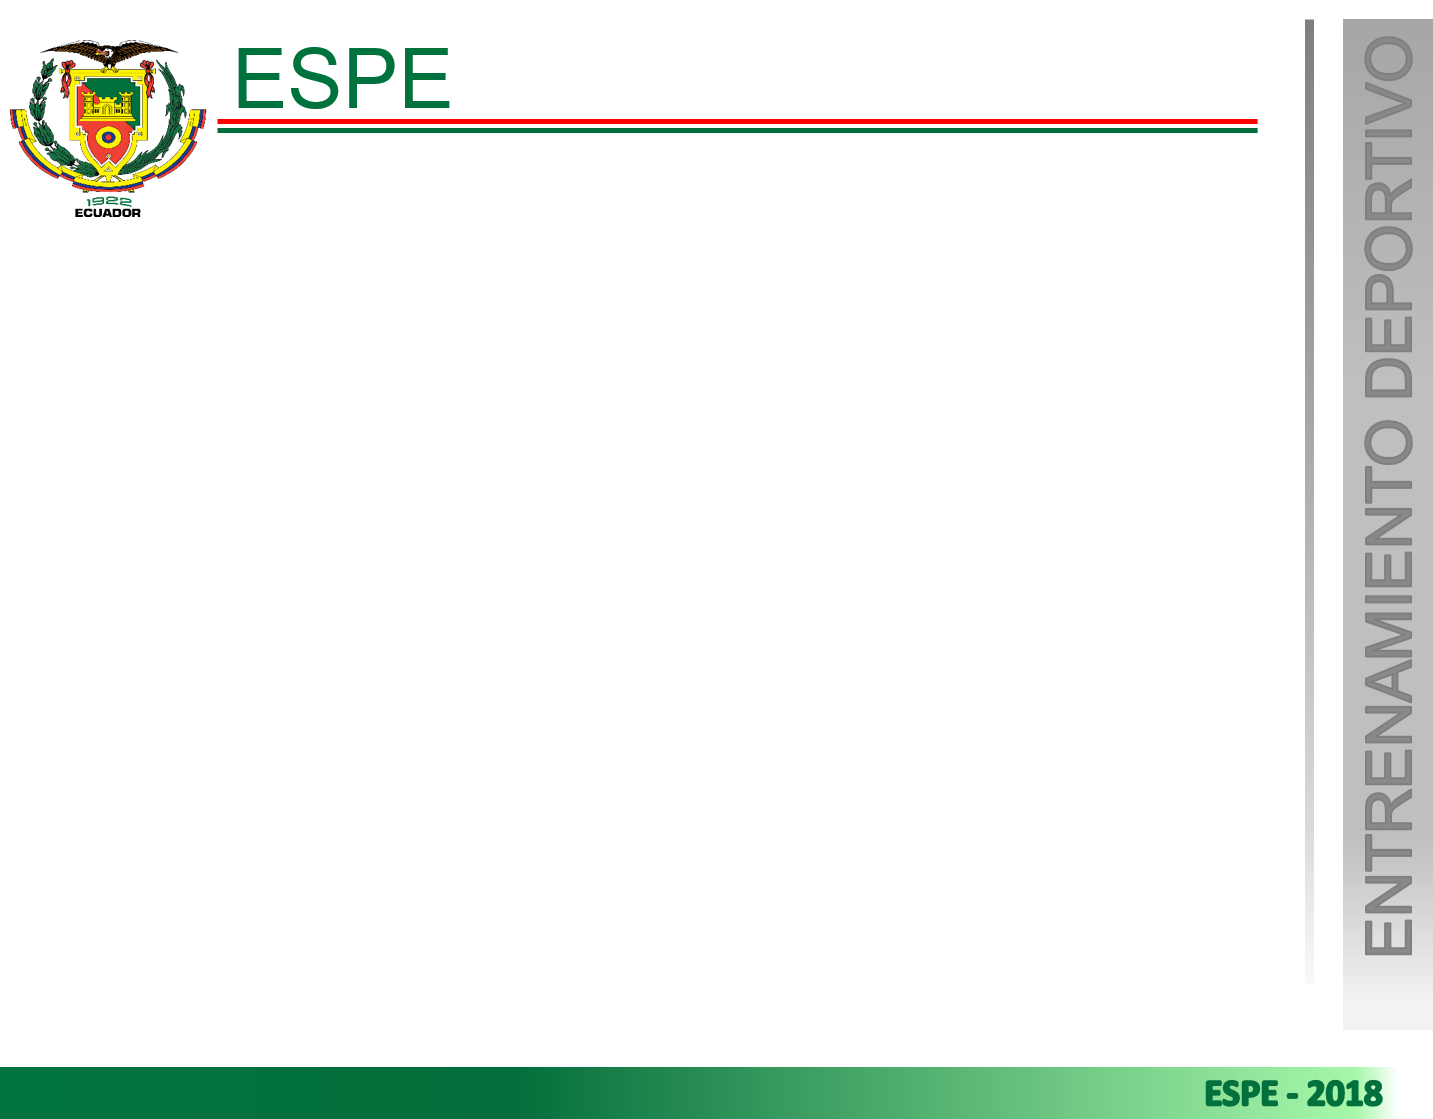 ESPE
1922
ECUADOR
ENTRENAMIENTO DEPORTIVO
ESPE - 2018